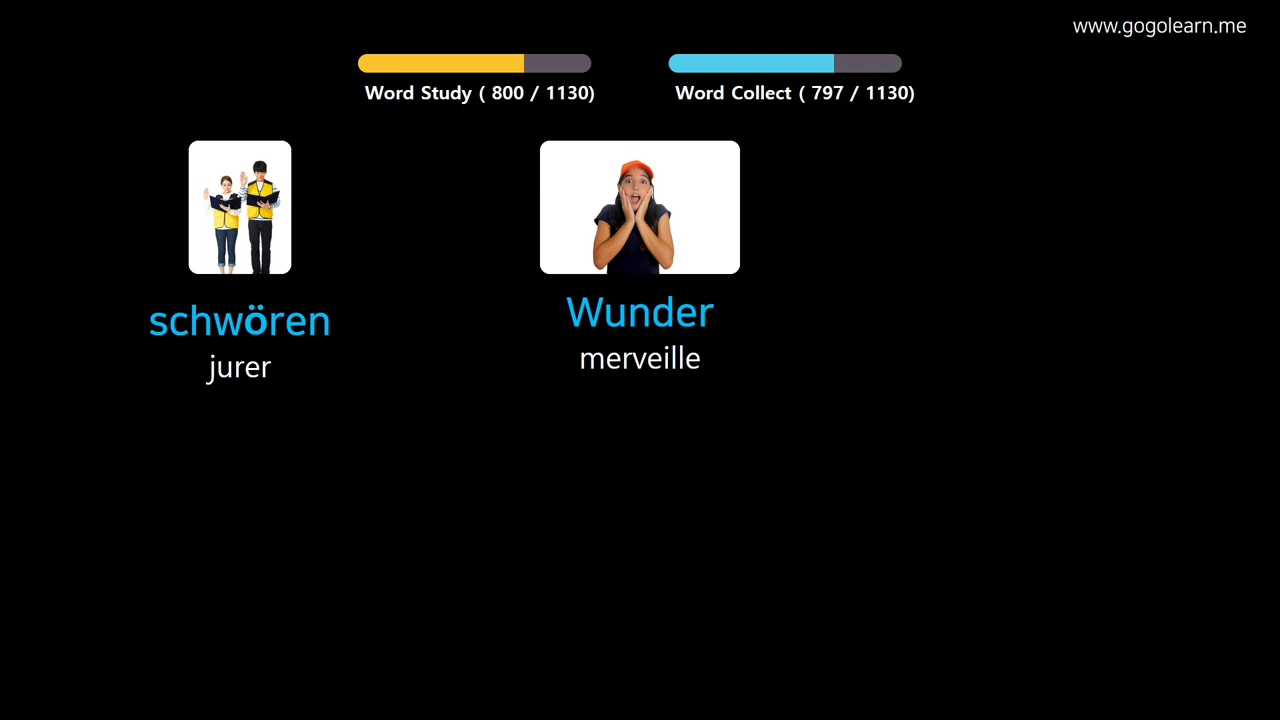 www.gogolearn.me
Word Study ( 800 / 1130)
Word Collect ( 797 / 1130)
schwören
jurer
Wunder
merveille